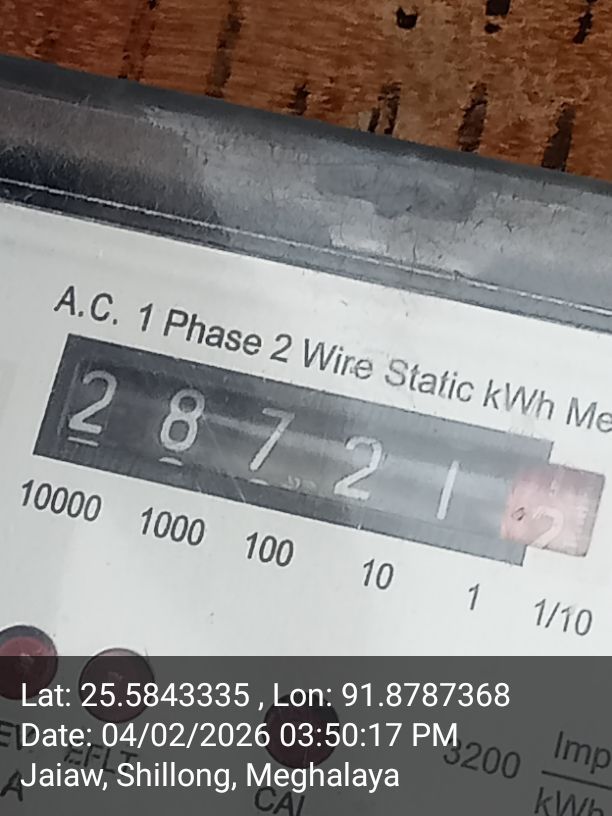 A.C. 1 Phase 2 Wire Static kWh Me
2 8 7 2 1 2
10000 1000 100 10 1 1/10
3200 Imp
kWh
CAL
Lat: 25.5843335 , Lon: 91.8787368
Date: 04/02/2026 03:50:17 PM
Jaiaw, Shillong, Meghalaya